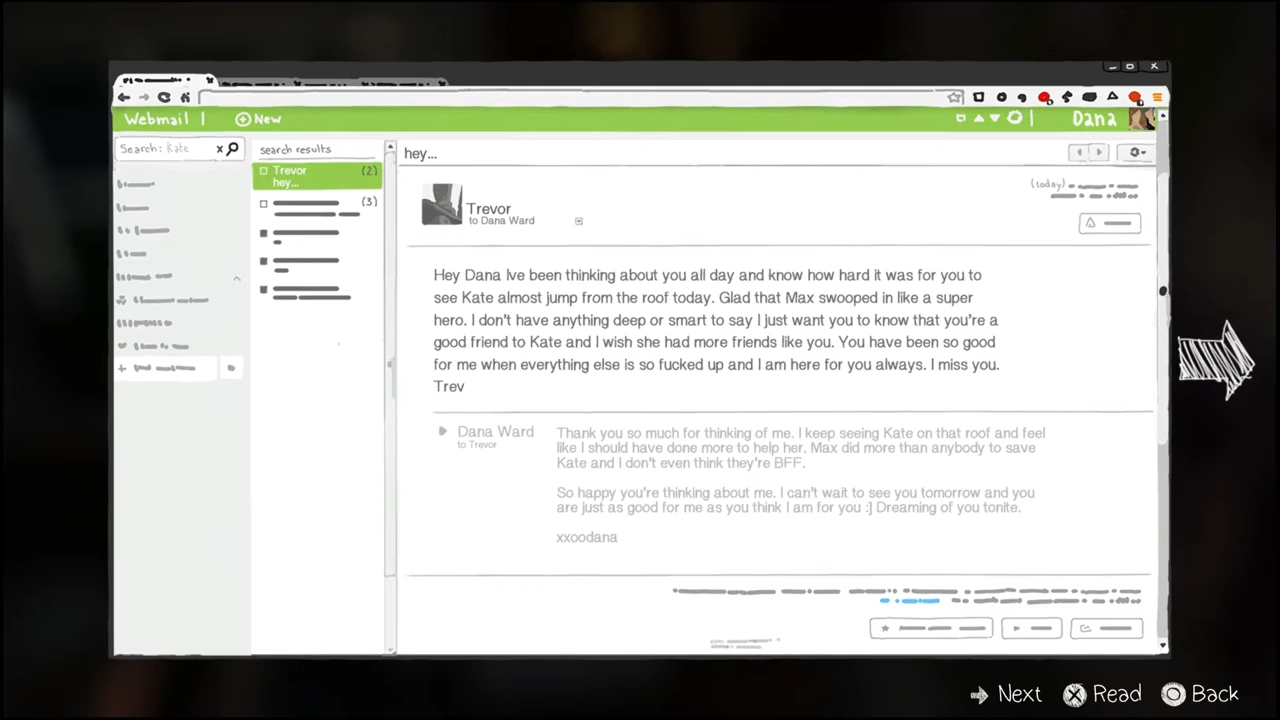 Webmail |
New
Dana
Search: Kate x
search results
hey...
Trevor (2)
hey...
(3)
(today)
Trevor
to Dana Ward
Hey Dana Ive been thinking about you all day and know how hard it was for you to
see Kate almost jump from the roof today. Glad that Max swooped in like a super
hero. I don't have anything deep or smart to say I just want you to know that you're a
good friend to Kate and I wish she had more friends like you. You have been so good
for me when everything else is so fucked up and I am here for you always. I miss you.
Trev
Dana Ward
to Trevor
Thank you so much for thinking of me. I keep seeing Kate on that roof and feel
like I should have done more to help her. Max did more than anybody to save
Kate and I don't even think they're BFF.
So happy you're thinking about me. I can't wait to see you tomorrow and you
are just as good for me as you think I am for you :] Dreaming of you tonite.
xxoodana
Next
Read
Back